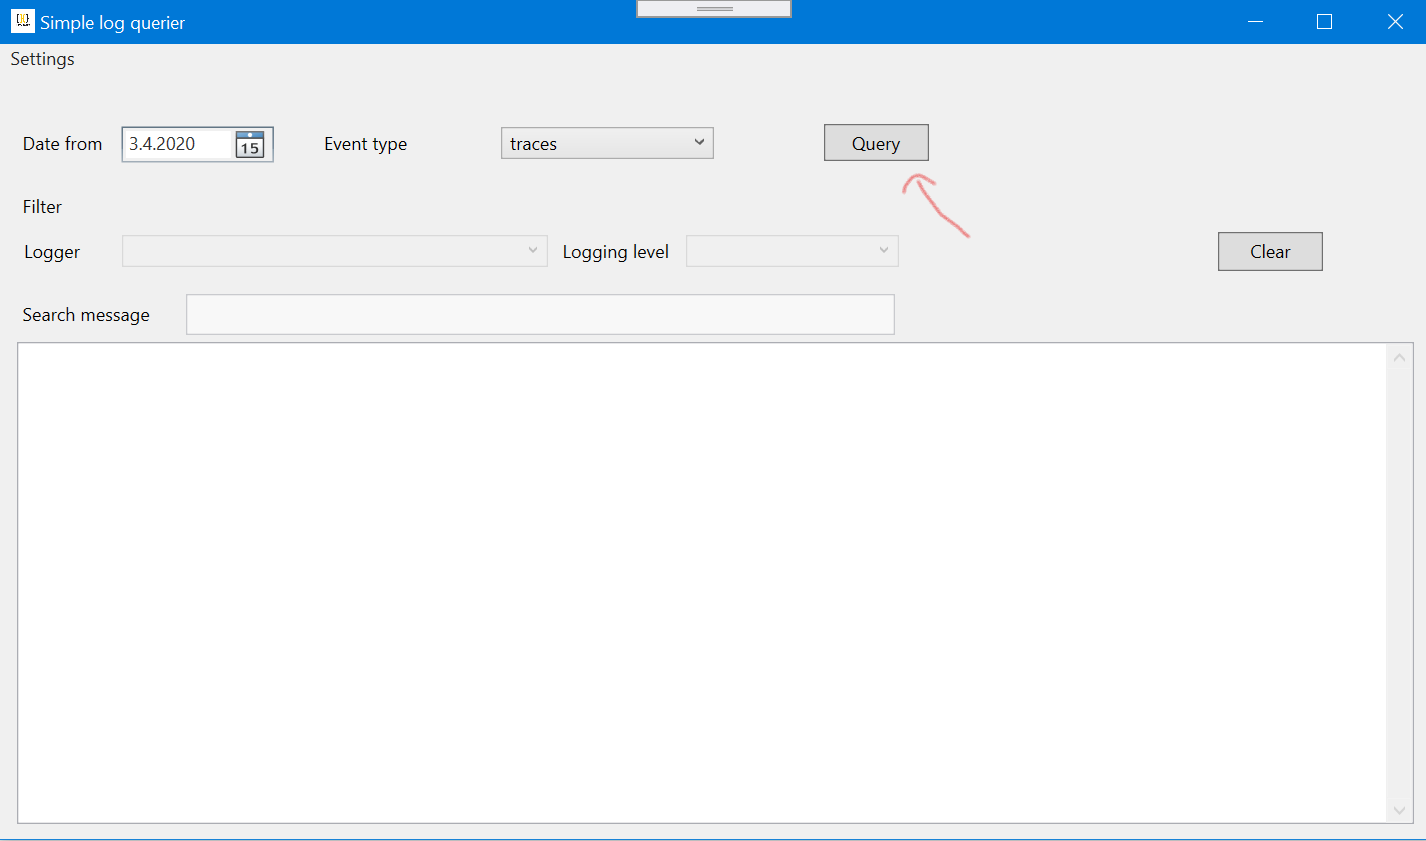 Simple log querier
Settings
Date from 3.4.2020 15 Event type traces Query
Filter
Logger Logging level Clear
Search message